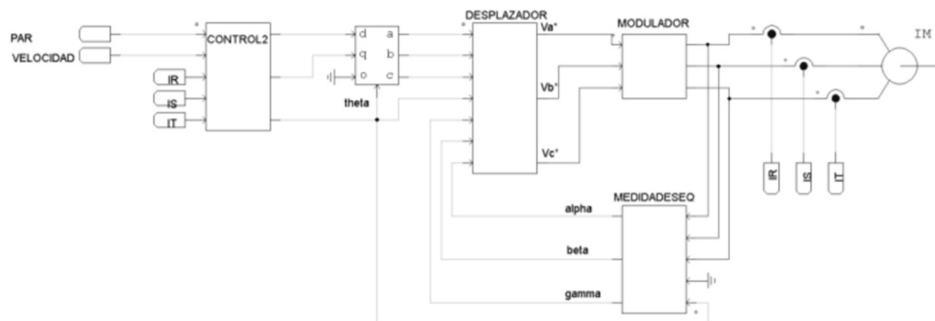 DESPLAZADOR
Va*
MODULADOR
IM
PAR
CONTROL2
d a
VELOCIDAD
q b
IR
o c
IS
theta
Vb*
IT
Vc*
IR
IS
IT
MEDIDADESEQ
alpha
beta
gamma